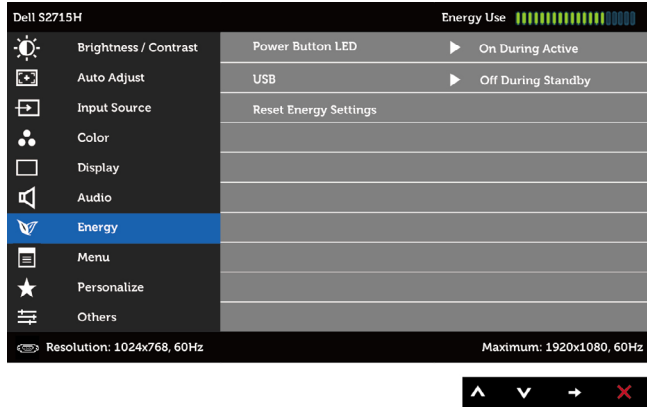 Dell S2715H Energy Use
Brightness / Contrast Power Button LED On During Active
Auto Adjust USB Off During Standby
Input Source Reset Energy Settings
Color
Display
Audio
Energy
Menu
Personalize
Others
Resolution: 1024x768, 60Hz Maximum: 1920x1080, 60Hz